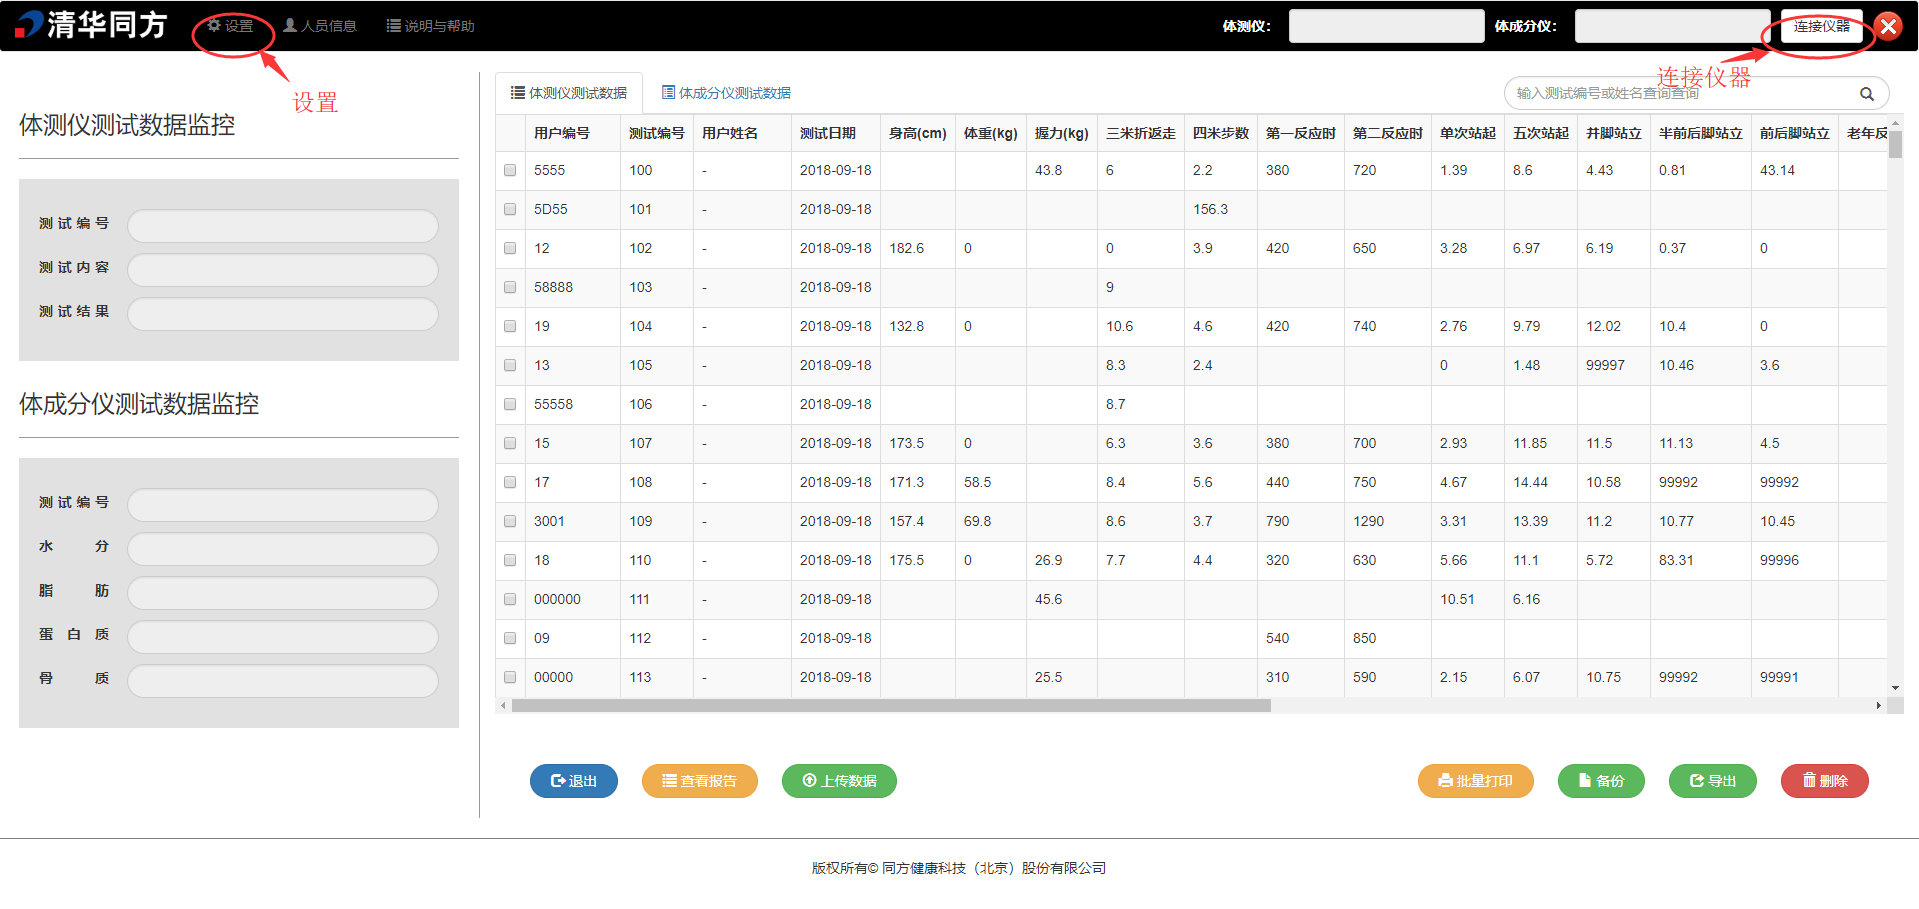 清华同方 设置 人员信息 说明与帮助 体测仪: 体成分仪: 连接仪器
设置
连接仪器
体测仪测试数据监控
测试编号
测试内容
测试结果
体成分仪测试数据监控
测试编号
水 分
脂 肪
蛋白质
骨 质
体测仪测试数据 体成分仪测试数据 输入测试编号或姓名查询查询
用户编号 测试编号 用户姓名 测试日期 身高(cm) 体重(kg) 握力(kg) 三米折返走 四米步数 第一反应时 第二反应时 单次站起 五次站起 并脚站立 半前后脚站立 前后脚站立 老年反
5555 100 - 2018-09-18 43.8 6 2.2 380 720 1.39 8.6 4.43 0.81 43.14
5D55 101 - 2018-09-18 156.3
12 102 - 2018-09-18 182.6 0 0 3.9 420 650 3.28 6.97 6.19 0.37 0
58888 103 - 2018-09-18 9
19 104 - 2018-09-18 132.8 0 10.6 4.6 420 740 2.76 9.79 12.02 10.4 0
13 105 - 2018-09-18 8.3 2.4 0 1.48 99997 10.46 3.6
55558 106 - 2018-09-18 8.7
15 107 - 2018-09-18 173.5 0 6.3 3.6 380 700 2.93 11.85 11.5 11.13 4.5
17 108 - 2018-09-18 171.3 58.5 8.4 5.6 440 750 4.67 14.44 10.58 99992 99992
3001 109 - 2018-09-18 157.4 69.8 8.6 3.7 790 1290 3.31 13.39 11.2 10.77 10.45
18 110 - 2018-09-18 175.5 0 26.9 7.7 4.4 320 630 5.66 11.1 5.72 83.31 99996
000000 111 - 2018-09-18 45.6 10.51 6.16
09 112 - 2018-09-18 540 850
00000 113 - 2018-09-18 25.5 310 590 2.15 6.07 10.75 99992 99991
退出 查看报告 上传数据 批量打印 备份 导出 删除
版权所有© 同方健康科技（北京）股份有限公司